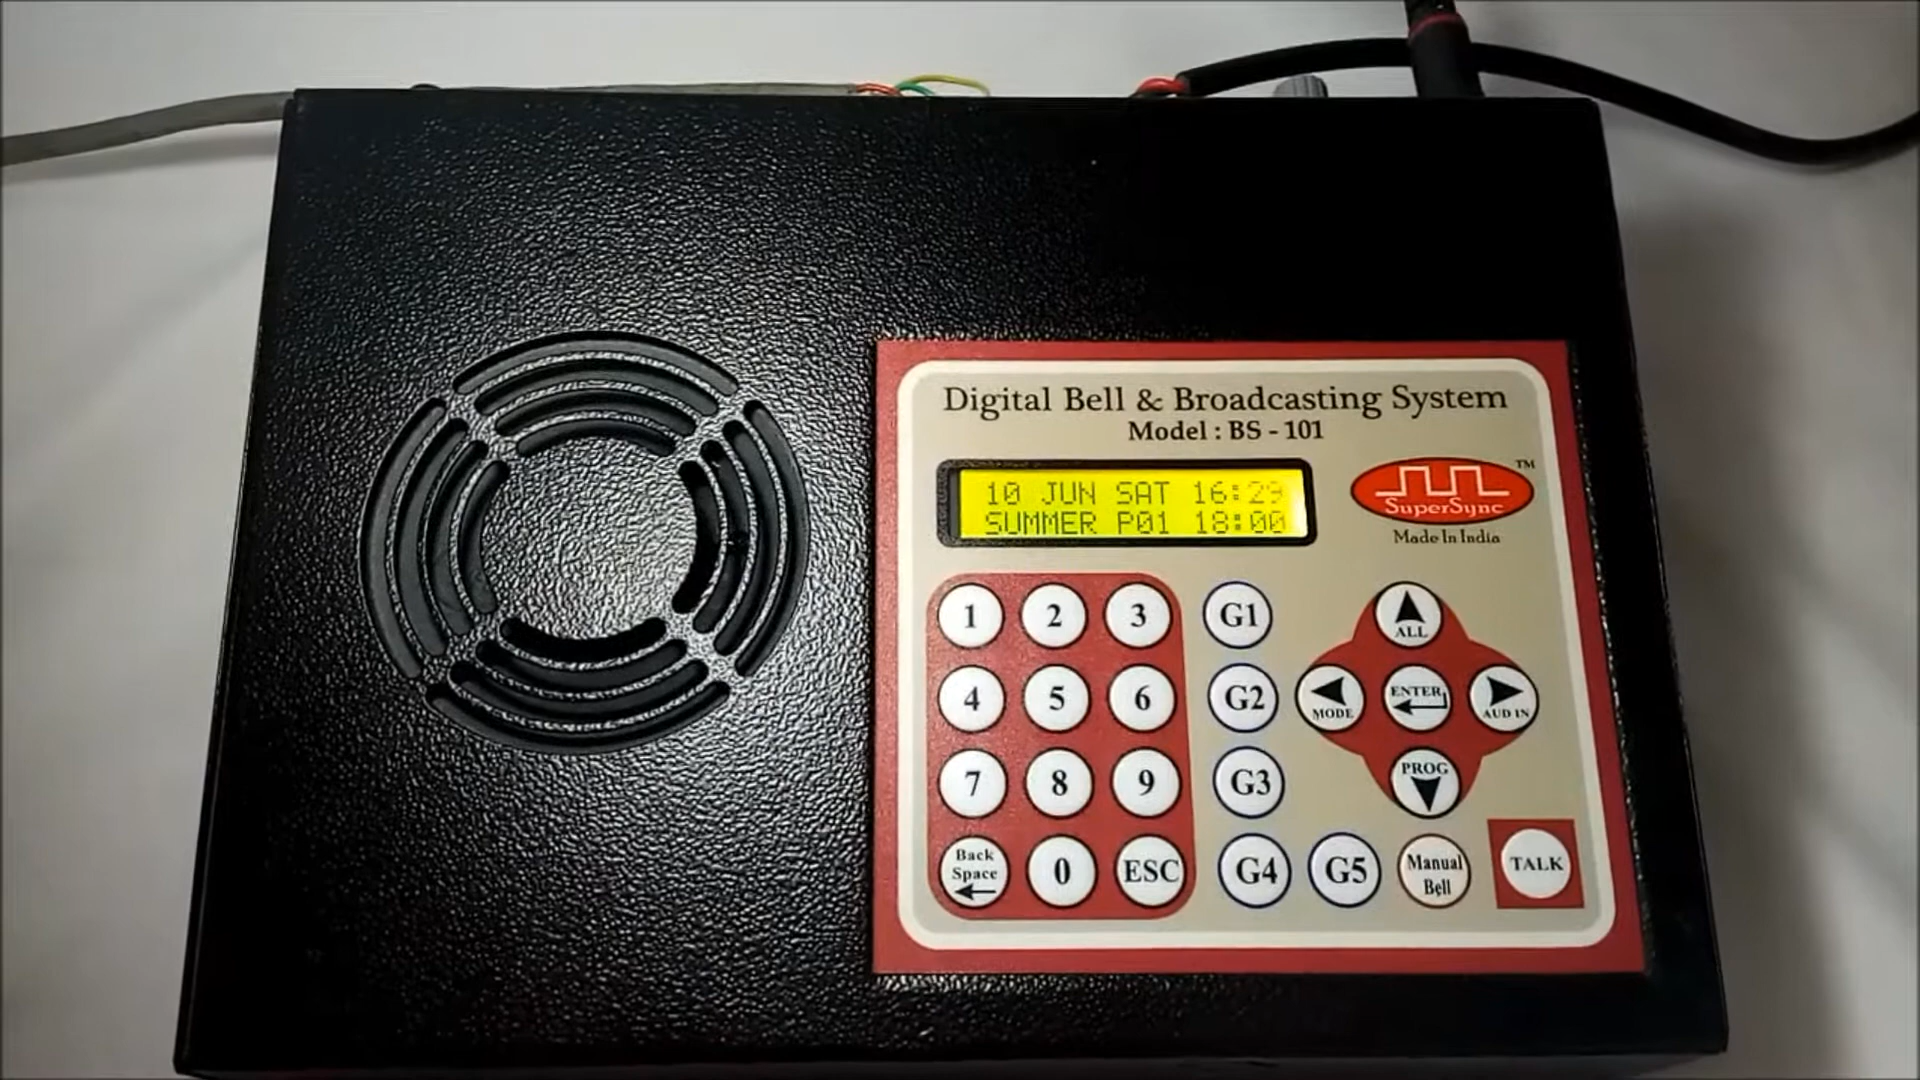 Digital Bell & Broadcasting System
Model : BS - 101
10 JUN SAT 16:29
SUMMER P01 18:00
SuperSync
TM
Made In India
1 2 3 G1
ALL
4 5 6 G2
MODE ENTER AUD IN
7 8 9 G3
PROG
Back Space 0 ESC G4 G5 Manual Bell TALK